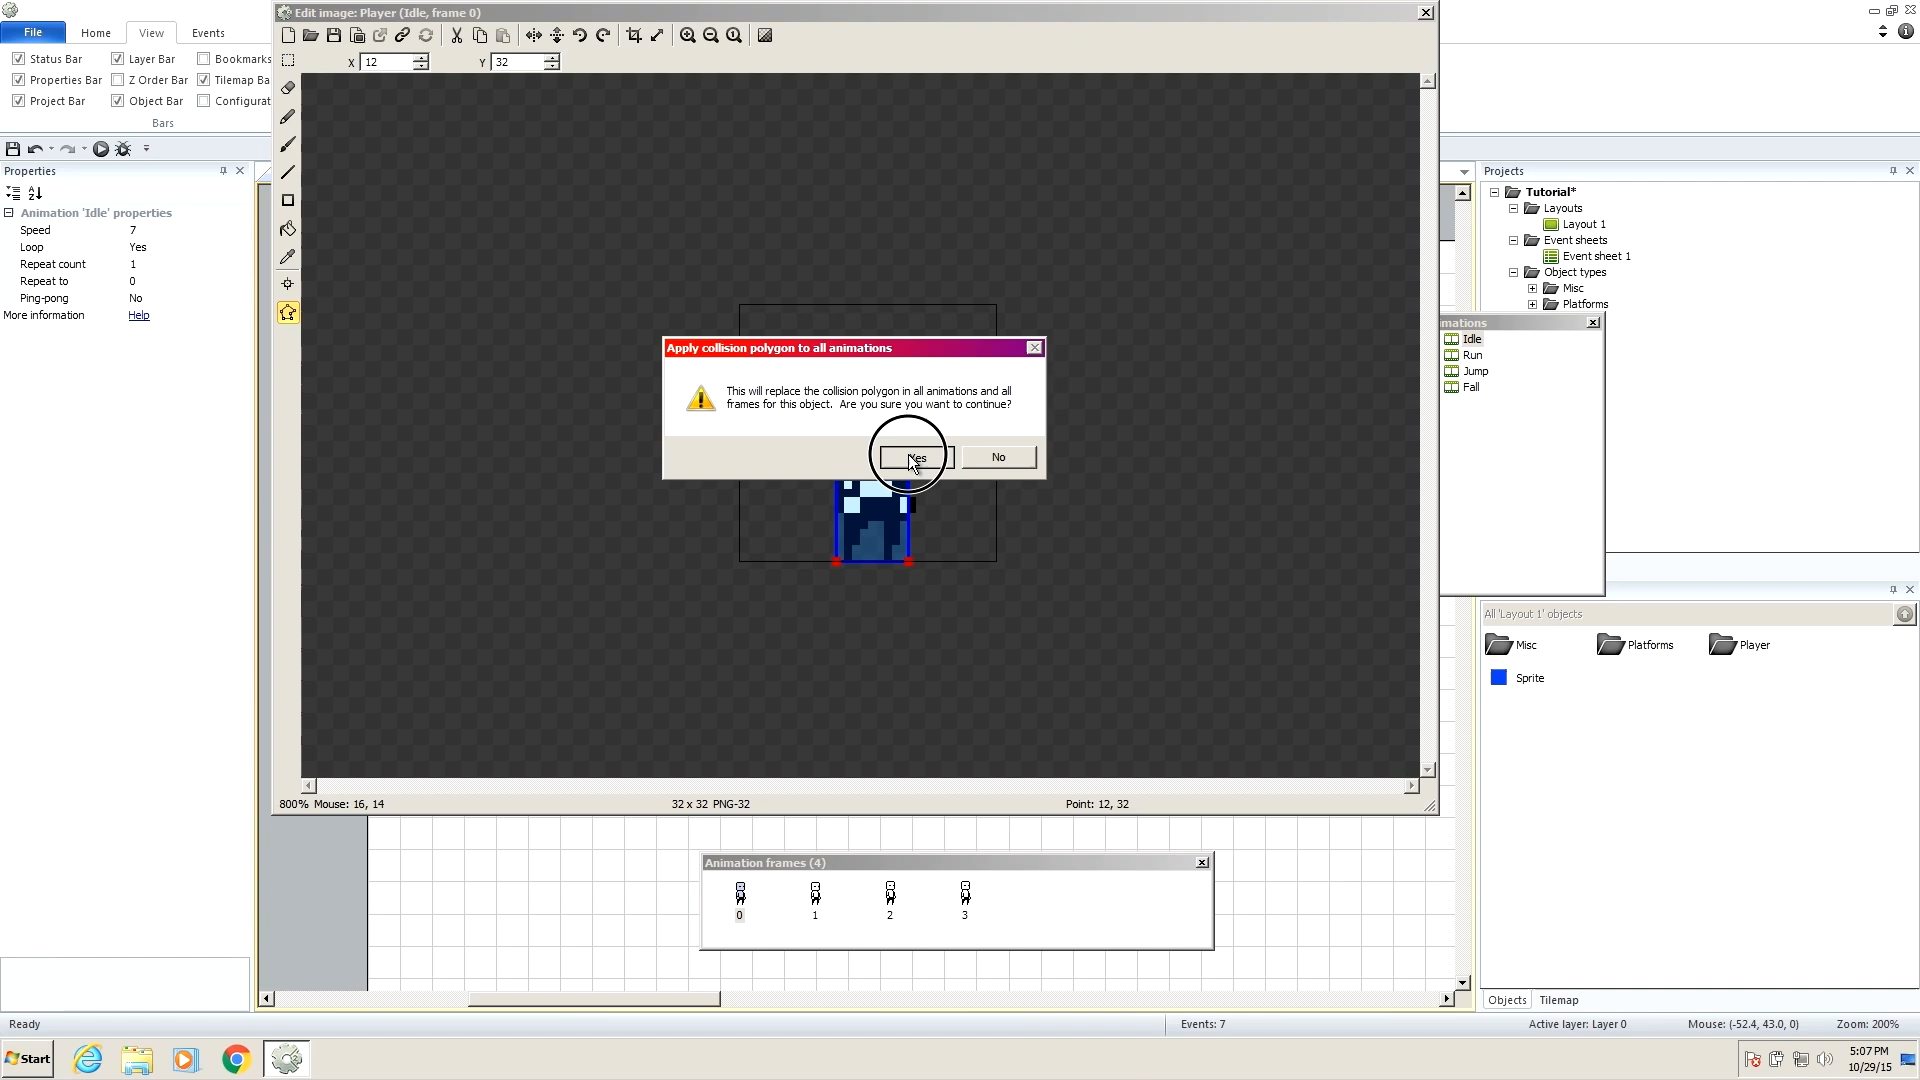 Edit image: Player (Idle, frame 0)
File Home View Events
Status Bar Layer Bar Bookmarks
Properties Bar Z Order Bar Tilemap Ba
Project Bar Object Bar Configurat
Bars
X 12 Y 32
Properties
Animation 'Idle' properties
Speed 7
Loop Yes
Repeat count 1
Repeat to 0
Ping-pong No
More information Help
Apply collision polygon to all animations
This will replace the collision polygon in all animations and all
frames for this object. Are you sure you want to continue?
Yes No
800% Mouse: 16, 14 32 x 32 PNG-32 Point: 12, 32
Animation frames (4)
0 1 2 3
Projects
Tutorial*
Layouts
Layout 1
Event sheets
Event sheet 1
Object types
Misc
Platforms
mations
Idle
Run
Jump
Fall
All 'Layout 1' objects
Misc Platforms Player
Sprite
Objects Tilemap
Ready Events: 7 Active layer: Layer 0 Mouse: (-52.4, 43.0, 0) Zoom: 200%
Start
5:07 PM
10/29/15